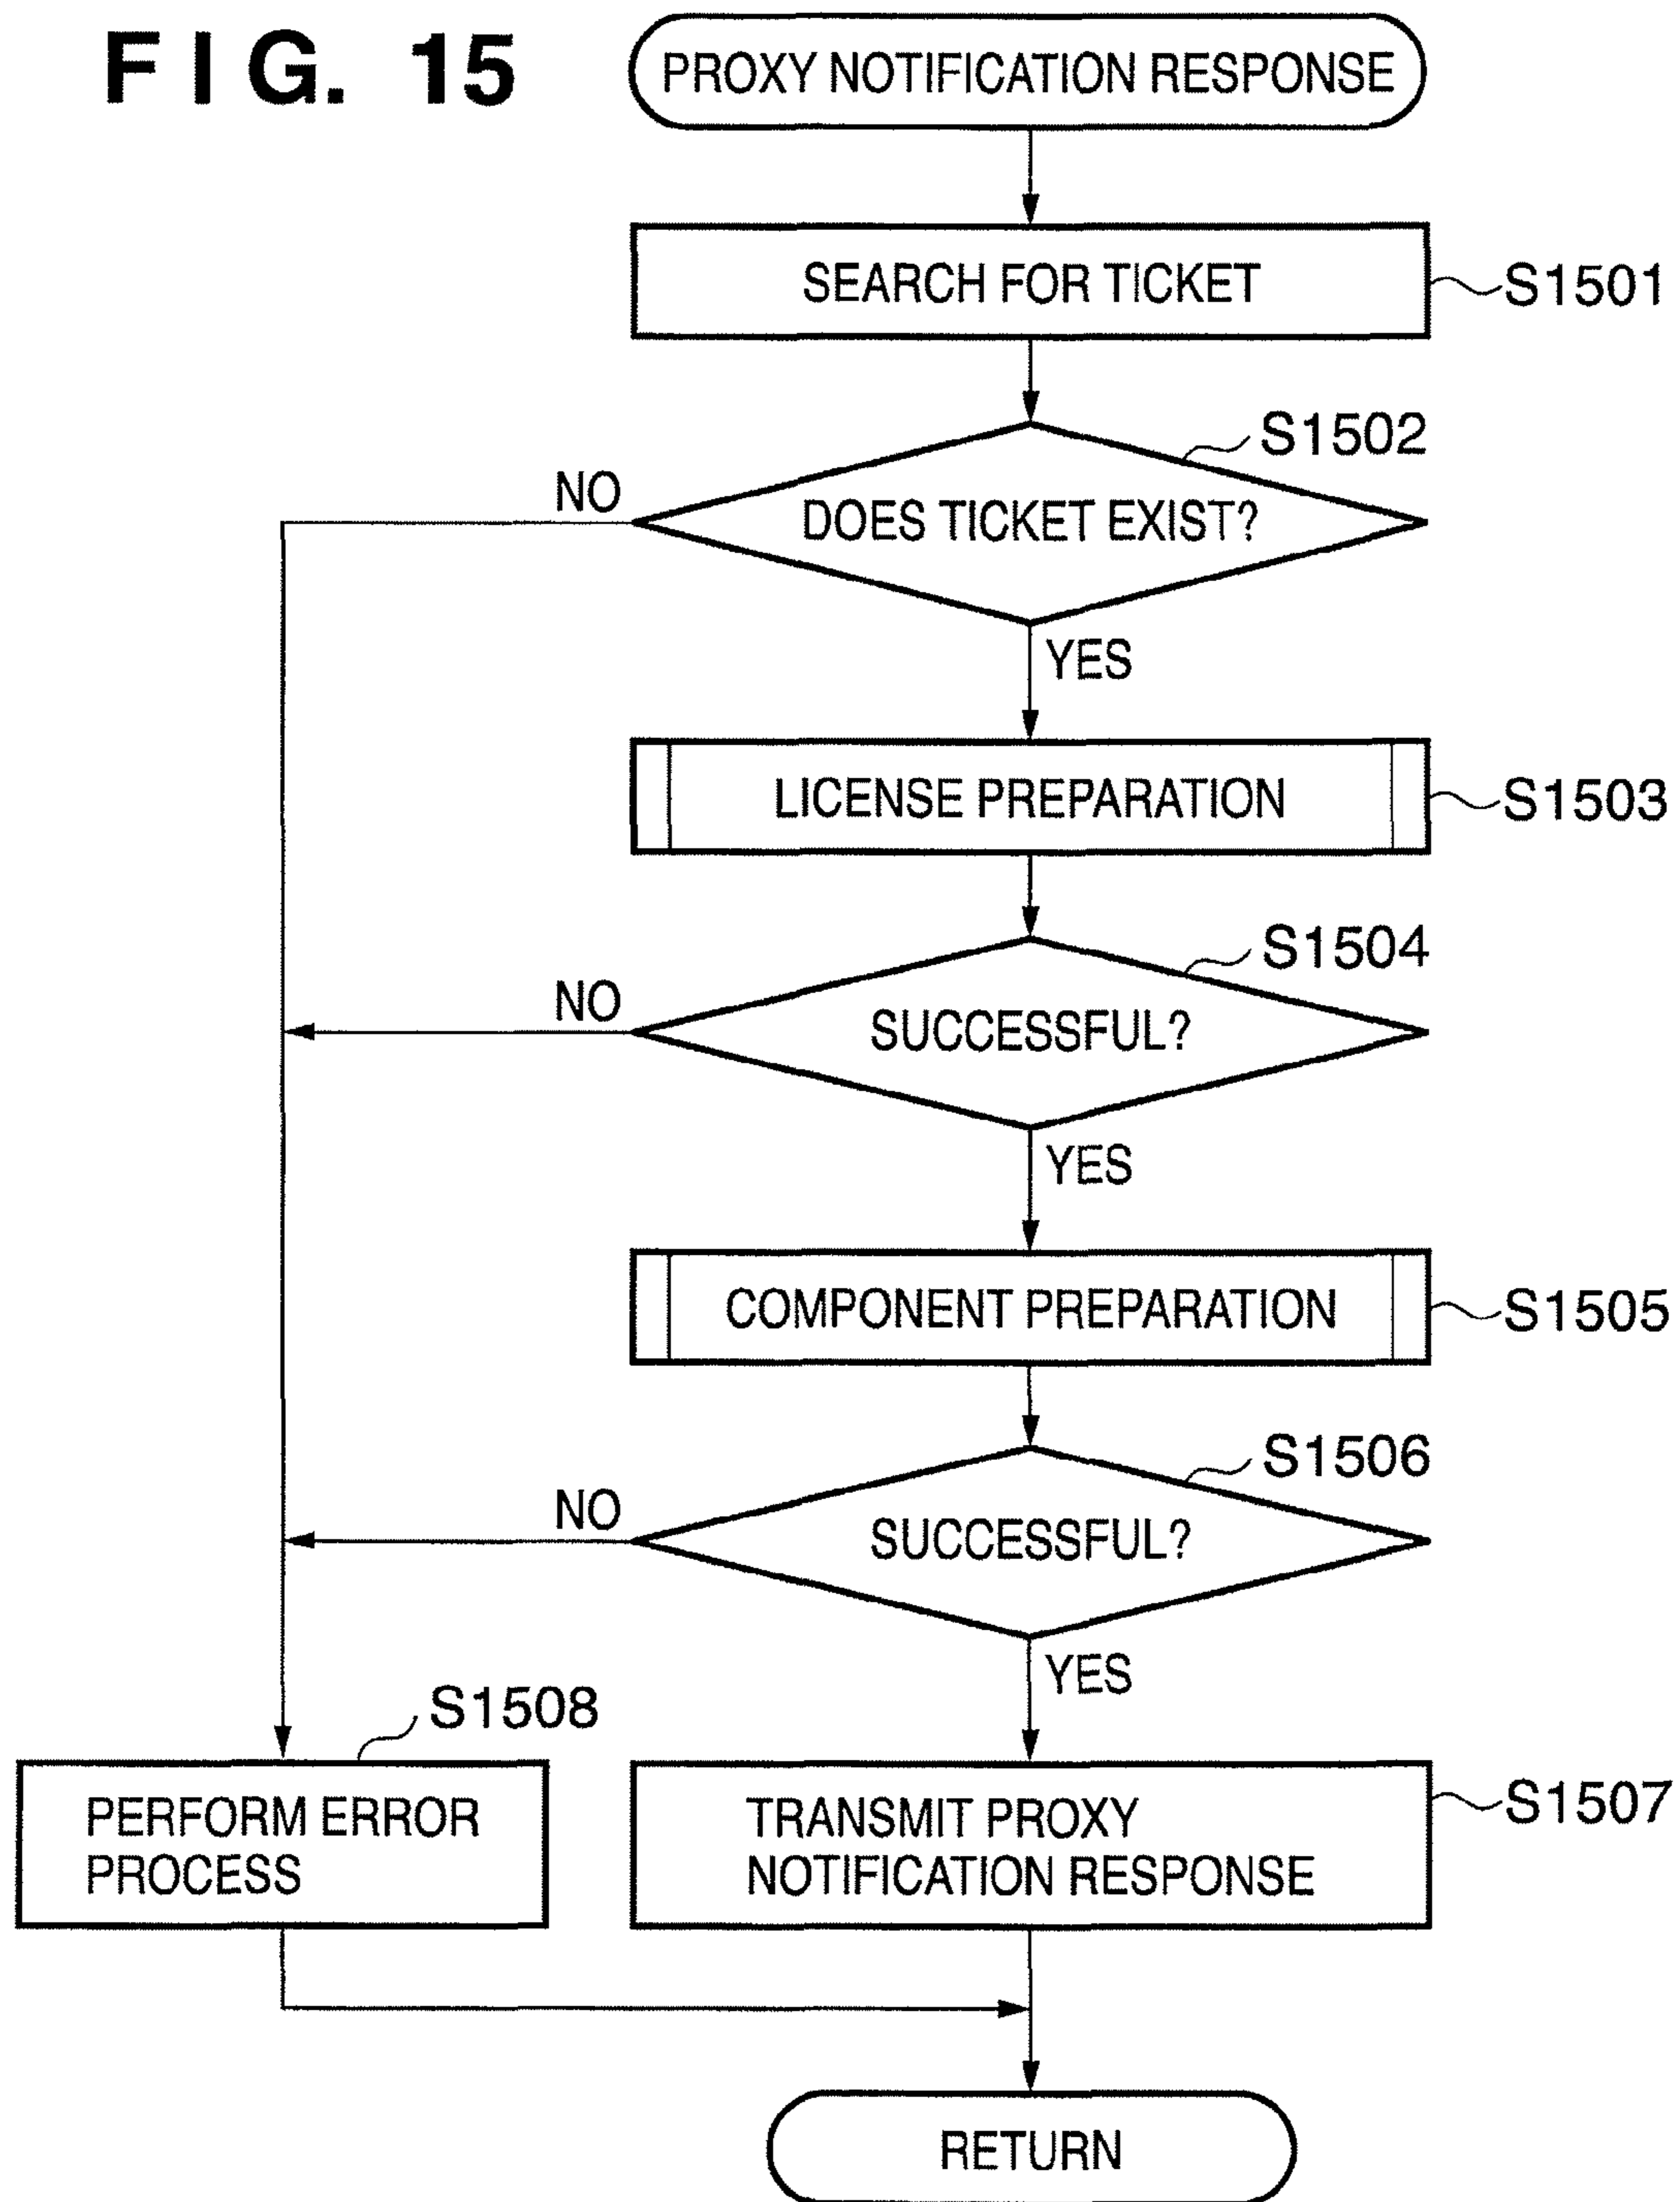 FIG. 15
PROXY NOTIFICATION RESPONSE
SEARCH FOR TICKET
S1501
S1502
NO
DOES TICKET EXIST?
YES
LICENSE PREPARATION
S1503
S1504
NO
SUCCESSFUL?
YES
COMPONENT PREPARATION
S1505
S1506
NO
SUCCESSFUL?
YES
S1508
PERFORM ERROR
PROCESS
TRANSMIT PROXY
NOTIFICATION RESPONSE
S1507
RETURN